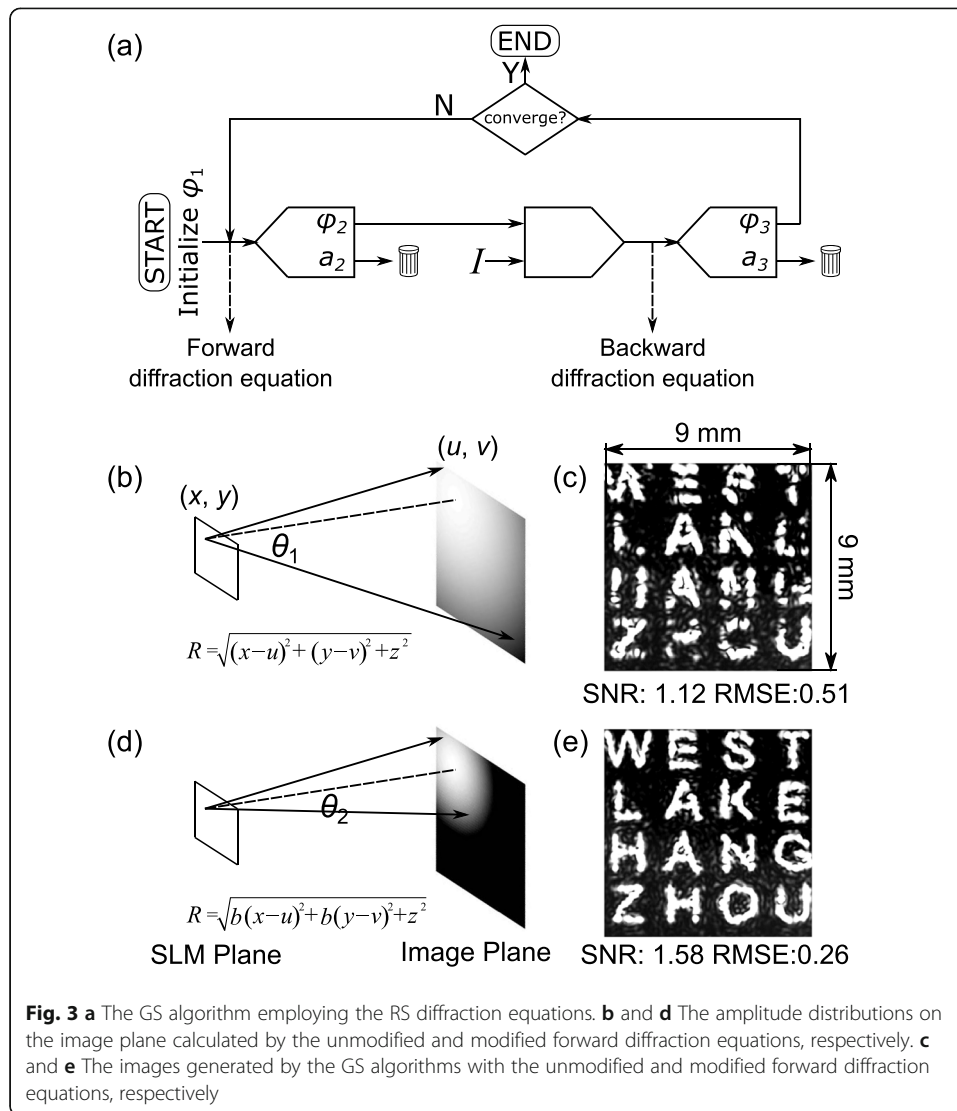 (a)
END
Y
N
converge?
START
Initialize φ₁
φ₂
a₂
I
φ₃
a₃
Forward
diffraction equation
Backward
diffraction equation
(b)
(x, y)
(u, v)
θ₁
R=√(x−u)²+(y−v)²+z²
(c)
9 mm
9 mm
SNR: 1.12 RMSE:0.51
(d)
θ₂
R=√b(x−u)²+b(y−v)²+z²
SLM Plane
Image Plane
(e)
WEST
LAKE
HANG
ZHOU
SNR: 1.58 RMSE:0.26
Fig. 3 a The GS algorithm employing the RS diffraction equations. b and d The amplitude distributions on
the image plane calculated by the unmodified and modified forward diffraction equations, respectively. c
and e The images generated by the GS algorithms with the unmodified and modified forward diffraction
equations, respectively